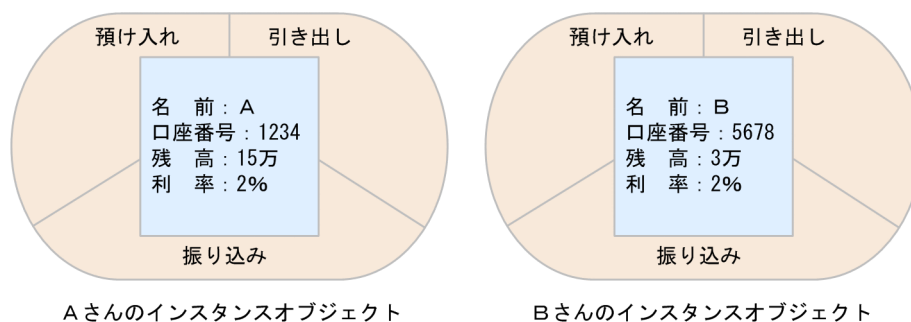 預け入れ
引き出し
名　前：A
口座番号：1234
残　高：15万
利　率：2%
振り込み
Aさんのインスタンスオブジェクト
預け入れ
引き出し
名　前：B
口座番号：5678
残　高：3万
利　率：2%
振り込み
Bさんのインスタンスオブジェクト